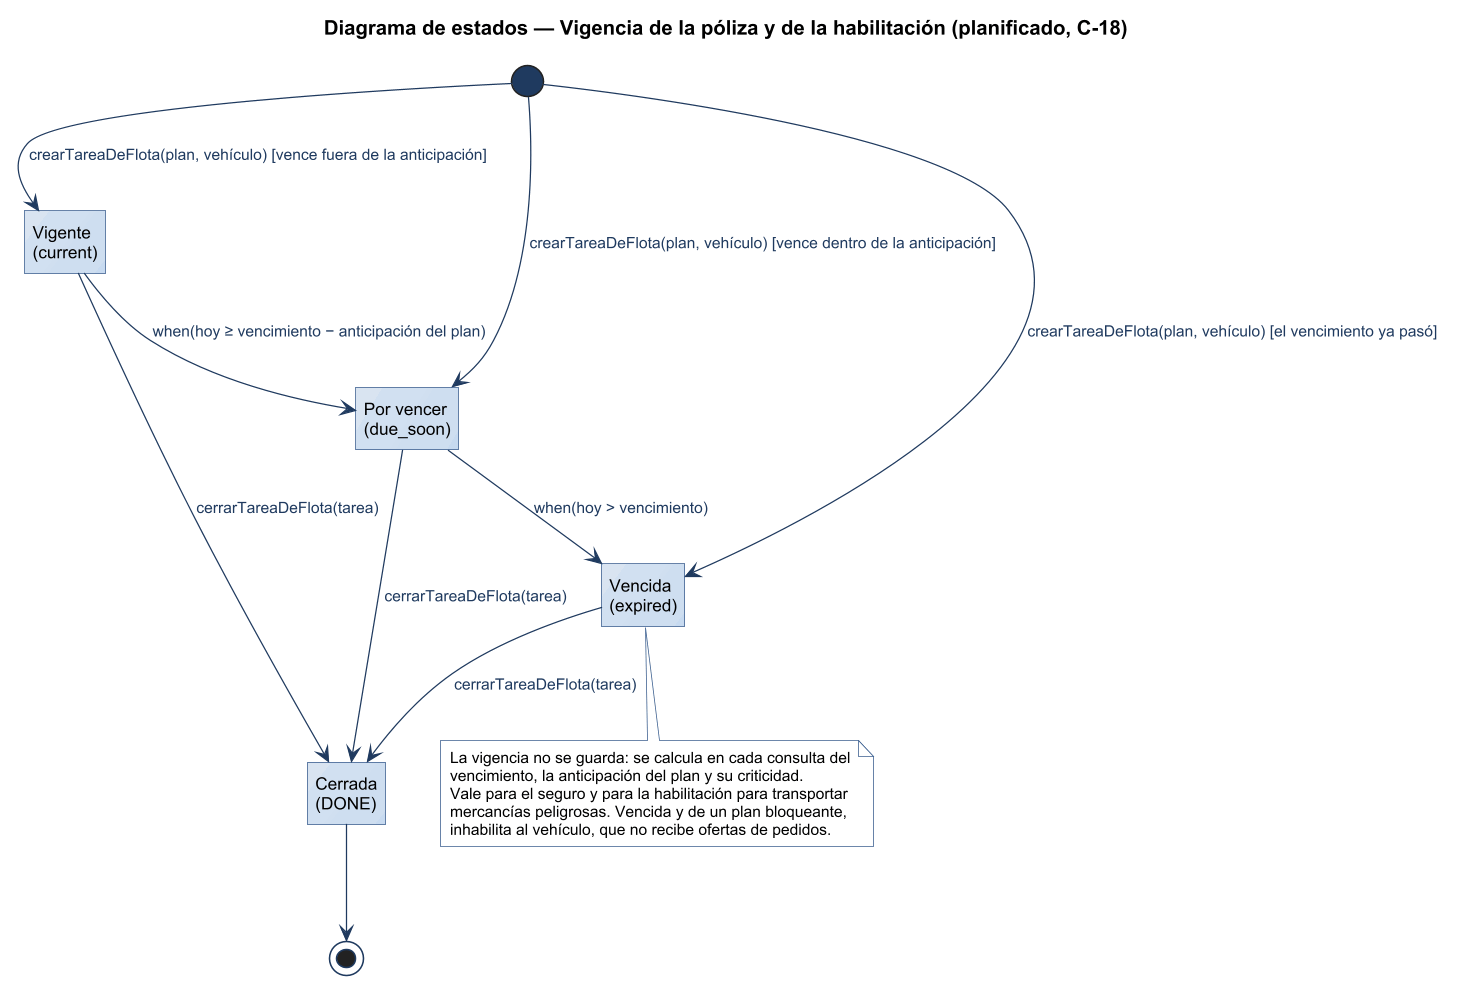 Diagrama de estados — Vigencia de la póliza y de la habilitación (planificado, C-18)
crearTareaDeFlota(plan, vehículo) [vence fuera de la anticipación]
Vigente
(current)
crearTareaDeFlota(plan, vehículo) [vence dentro de la anticipación]
when(hoy ≥ vencimiento − anticipación del plan)
crearTareaDeFlota(plan, vehículo) [el vencimiento ya pasó]
Por vencer
(due_soon)
cerrarTareaDeFlota(tarea)
when(hoy > vencimiento)
Vencida
(expired)
cerrarTareaDeFlota(tarea)
cerrarTareaDeFlota(tarea)
La vigencia no se guarda: se calcula en cada consulta del
vencimiento, la anticipación del plan y su criticidad.
Vale para el seguro y para la habilitación para transportar
mercancías peligrosas. Vencida y de un plan bloqueante,
inhabilita al vehículo, que no recibe ofertas de pedidos.
Cerrada
(DONE)